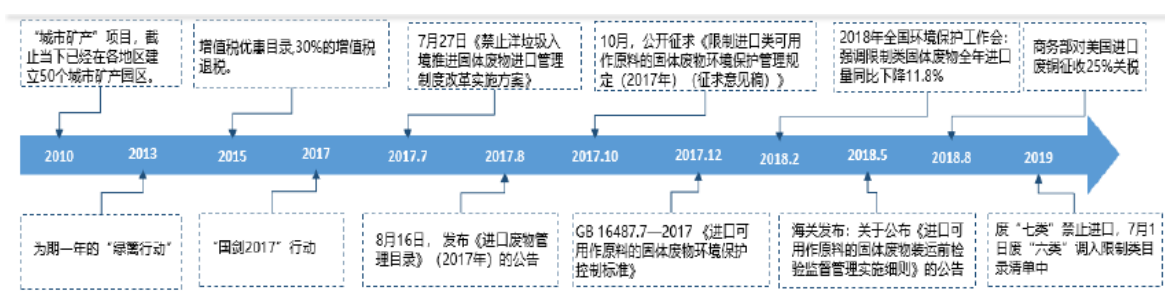 “城市矿产”项目，截
止当下已经在各地区建
立50个城市矿产园区。
增值税优惠目录,30%的增值税
退税。
7月27日《禁止洋垃圾入
境推进固体废物进口管理
制度改革实施方案》
10月，公开征求《限制进口类可用
作原料的固体废物环境保护管理规
定（2017年）（征求意见稿）》
2018年全国环境保护工作会：
强调限制类固体废物全年进口
量同比下降11.8%
商务部对美国进口
废铜征收25%关税
2010
2013
2015
2017
2017.7
2017.8
2017.10
2017.12
2018.2
2018.5
2018.8
2019
为期一年的“绿篱行动”
“国剑2017”行动
8月16日，发布《进口废物管
理目录》（2017年）的公告
GB 16487.7—2017 《进口可
用作原料的固体废物环境保护
控制标准》
海关发布：关于公布《进口可
用作原料的固体废物装运前检
验监督管理实施细则》的公告
废“七类”禁止进口，7月1
日废“六类”调入限制类目
录清单中